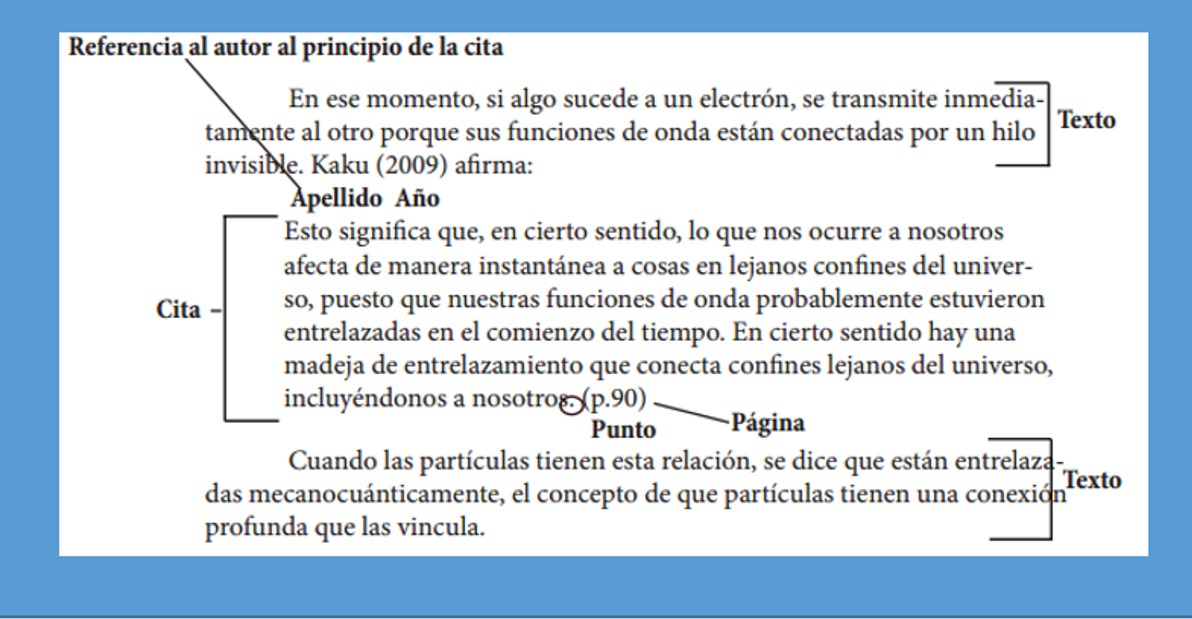 Referencia al autor al principio de la cita
En ese momento, si algo sucede a un electrón, se transmite inmedia-
tamente al otro porque sus funciones de onda están conectadas por un hilo
Texto
invisible. Kaku (2009) afirma:
Apellido Año
Esto significa que, en cierto sentido, lo que nos ocurre a nosotros
afecta de manera instantánea a cosas en lejanos confines del univer-
so, puesto que nuestras funciones de onda probablemente estuvieron
Cita
entrelazadas en el comienzo del tiempo. En cierto sentido hay una
madeja de entrelazamiento que conecta confines lejanos del universo,
incluyéndonos a nosotros. (p.90)
Punto
Página
Cuando las partículas tienen esta relación, se dice que están entrelaza-
Texto
das mecanocuánticamente, el concepto de que partículas tienen una conexión
profunda que las vincula.